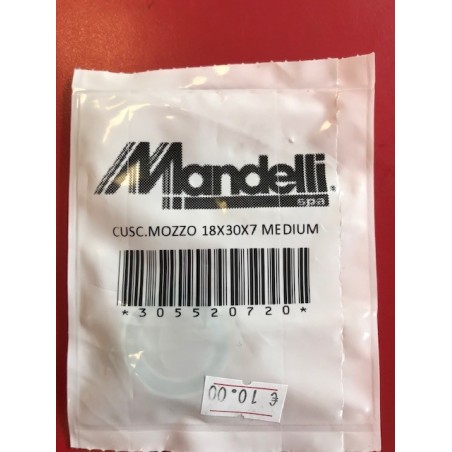 Mandelli
spa
CUSC.MOZZO 18X30X7 MEDIUM
*305520720*
€ 10.00